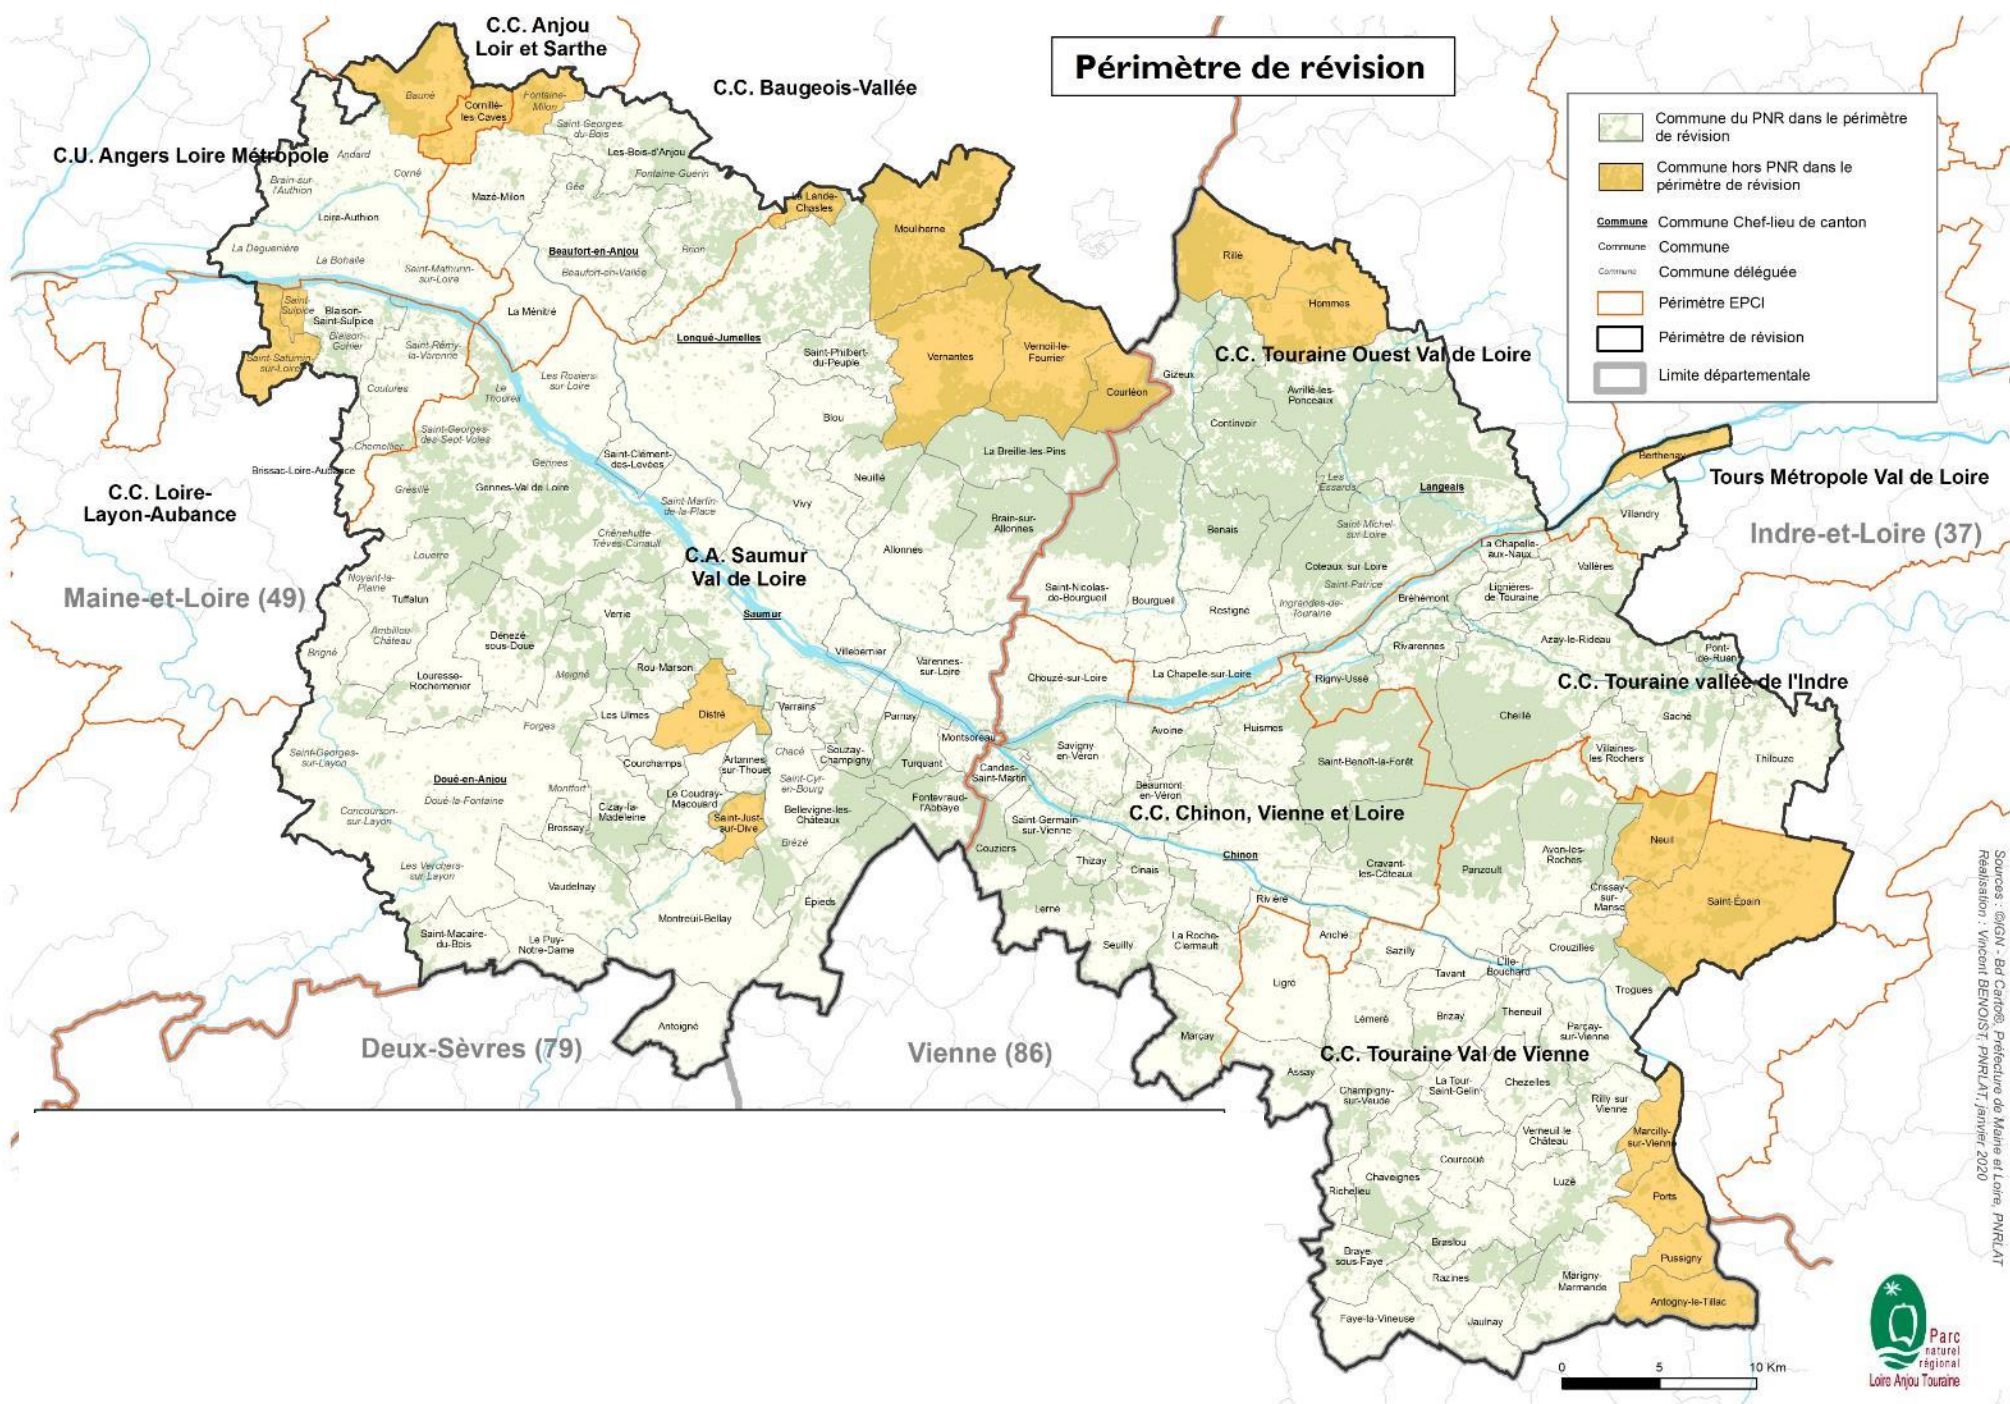 Périmètre de révision
C.C. Anjou
Loir et Sarthe
C.C. Baugeois-Vallée
C.U. Angers Loire Métropole
C.C. Loire-
Layon-Aubance
Maine-et-Loire (49)
C.A. Saumur
Val de Loire
C.C. Touraine Ouest Val de Loire
Tours Métropole Val de Loire
Indre-et-Loire (37)
C.C. Touraine vallée de l'Indre
C.C. Chinon, Vienne et Loire
C.C. Touraine Val de Vienne
Deux-Sèvres (79)
Vienne (86)
Commune du PNR dans le périmètre
de révision
Commune hors PNR dans le
périmètre de révision
Commune Commune Chef-lieu de canton
Commune Commune
Commune Commune déléguée
Périmètre EPCI
Périmètre de révision
Limite départementale
Bauné
Cornillé-
les-Caves
Fontaine-
Milon
Saint-Georges-
du-Bois
Les-Bois-d'Anjou
Fontaine-Guérin
Andard
Corné
Brain-sur-
l'Authion
Loire-Authion
Mazé-Milon
Gée
La Daguenière
La Bohalle
Saint-Mathurin-
sur-Loire
Beaufort-en-Anjou
Beaufort-en-Vallée
Brion
La Lande-
Chasles
Mouliherne
Saint-
Sulpice
Blaison-
Saint-Sulpice
Blaison-
Gohier
Saint-Saturnin-
sur-Loire
Saint-Rémy-
la-Varenne
La Ménitré
Longué-Jumelles
Saint-Philbert-
du-Peuple
Vernantes
Vernoil-le-
Fourrier
Courléon
Rillé
Hommes
Gizeux
Avrillé-les-
Ponceaux
Continvoir
Coutures
Le
Thoureil
Les Rosiers-
sur-Loire
Blou
Chemellier
Saint-Georges-
des-Sept-Voies
Saint-Clément-
des-Levées
La Breille-les-Pins
Brissac-Loire-Aubance
Grézillé
Gennes
Gennes-Val de Loire
Saint-Martin-
de-la-Place
Neuillé
Vivy
Brain-sur-
Allonnes
Allonnes
Les
Essards
Langeais
Berthenay
Villandry
Benais
Saint-Michel-
sur-Loire
La Chapelle-
aux-Naux
Vallères
Louerre
Chênehutte-
Trèves-Cunault
Noyant-la-
Plaine
Tuffalun
Saint-Nicolas-
de-Bourgueil
Bourgueil
Restigné
Coteaux-sur-Loire
Saint-Patrice
Ingrandes-de-
Touraine
Bréhémont
Lignières-
de-Touraine
Azay-le-Rideau
Pont-
de-Ruan
Ambillou-
Château
Brigné
Dénezé-
sous-Doué
Verrie
Saumur
Villebernier
Varennes-
sur-Loire
Chouzé-sur-Loire
La Chapelle-sur-Loire
Rigny-Ussé
Rivarennes
Rou-Marson
Louresse-
Rochemenier
Meigné
Distré
Varrains
Parnay
Les Ulmes
Forges
Montsoreau
Avoine
Huismes
Cheillé
Saché
Villaines-
les-Rochers
Thilouze
Saint-Georges-
sur-Layon
Doué-en-Anjou
Doué-la-Fontaine
Courchamps
Artannes-
sur-Thouet
Chacé
Souzay-
Champigny
Turquant
Candes-
Saint-Martin
Savigny-
en-Véron
Saint-Benoît-la-Forêt
Montfort
Cizay-la-
Madeleine
Le Coudray-
Macouard
Saint-Cyr-
en-Bourg
Bellevigne-les-
Châteaux
Fontevraud-
l'Abbaye
Beaumont-
en-Véron
Concourson-
sur-Layon
Brossay
Saint-Just-
sur-Dive
Brézé
Saint-Germain-
sur-Vienne
Couziers
Thizay
Cinais
Chinon
Cravant-
les-Côteaux
Panzoult
Avon-les-
Roches
Neuil
Crissay-
sur-
Manse
Saint-Épain
Les Verchers-
sur-Layon
Vaudelnay
Montreuil-Bellay
Épieds
Lerné
Seuilly
La Roche-
Clermault
Rivière
Anché
Sazilly
Tavant
L'Île-
Bouchard
Crouzilles
Trogues
Saint-Macaire-
du-Bois
Le Puy-
Notre-Dame
Antoigné
Ligré
Marçay
Lémeré
Brizay
Theneuil
Parçay-
sur-Vienne
Assay
Champigny-
sur-Veude
La Tour-
Saint-Gelin
Chezelles
Rilly sur
Vienne
Verneuil le
Château
Marcilly-
sur-Vienne
Courcoué
Chaveignes
Richelieu
Luzé
Ports
Braye-
sous-Faye
Braslou
Razines
Marigny-
Marmande
Pussigny
Antogny-le-Tillac
Faye-la-Vineuse
Jaulnay
0 5 10 Km
Sources : ©IGN - Bd Carto®, Préfecture de Maine et Loire, PNRLAT
Réalisation : Vincent BENOIST, PNRLAT, janvier 2020
Parc
naturel
régional
Loire Anjou Touraine